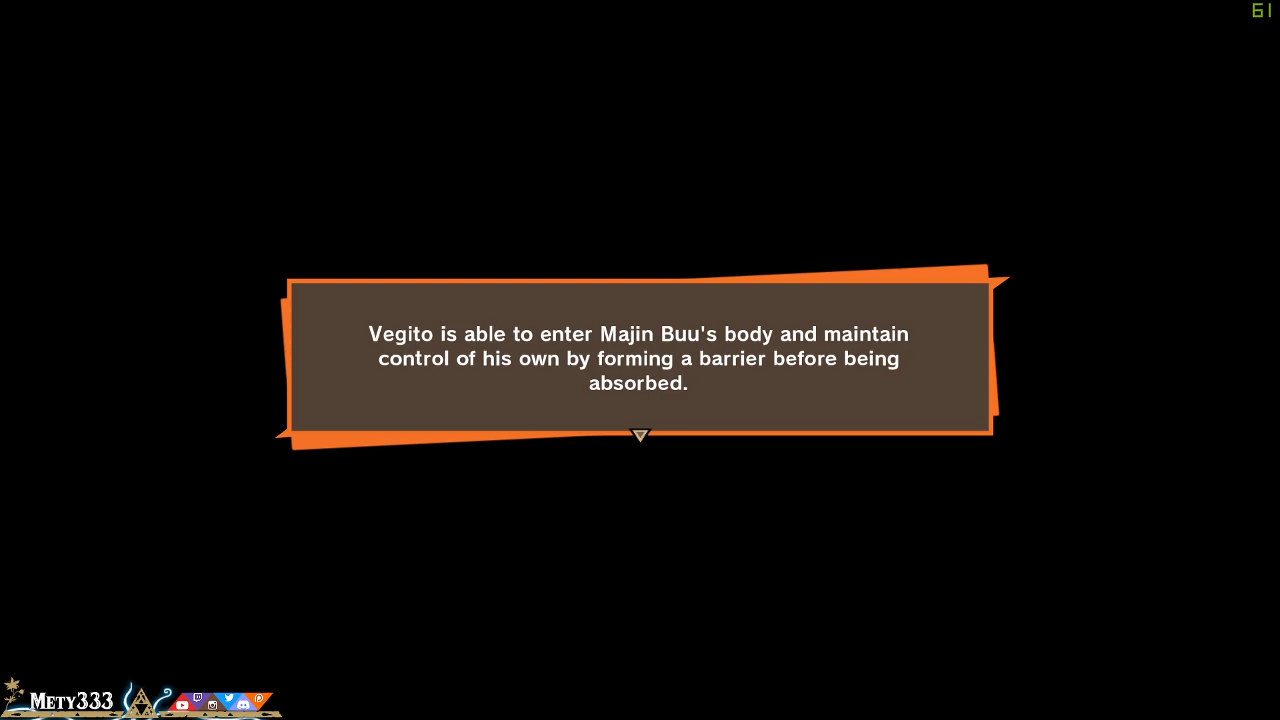 61
Vegito is able to enter Majin Buu's body and maintain
control of his own by forming a barrier before being
absorbed.
METY333